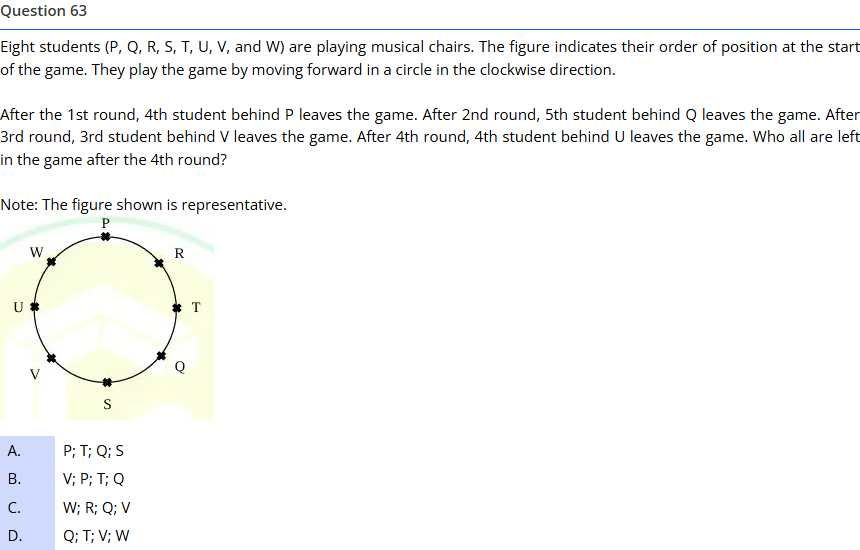 Question 63
Eight students (P, Q, R, S, T, U, V, and W) are playing musical chairs. The figure indicates their order of position at the start
of the game. They play the game by moving forward in a circle in the clockwise direction.
After the 1st round, 4th student behind P leaves the game. After 2nd round, 5th student behind Q leaves the game. After
3rd round, 3rd student behind V leaves the game. After 4th round, 4th student behind U leaves the game. Who all are left
in the game after the 4th round?
Note: The figure shown is representative.
P
W R
U T
V Q
S
A. P; T; Q; S
B. V; P; T; Q
C. W; R; Q; V
D. Q; T; V; W